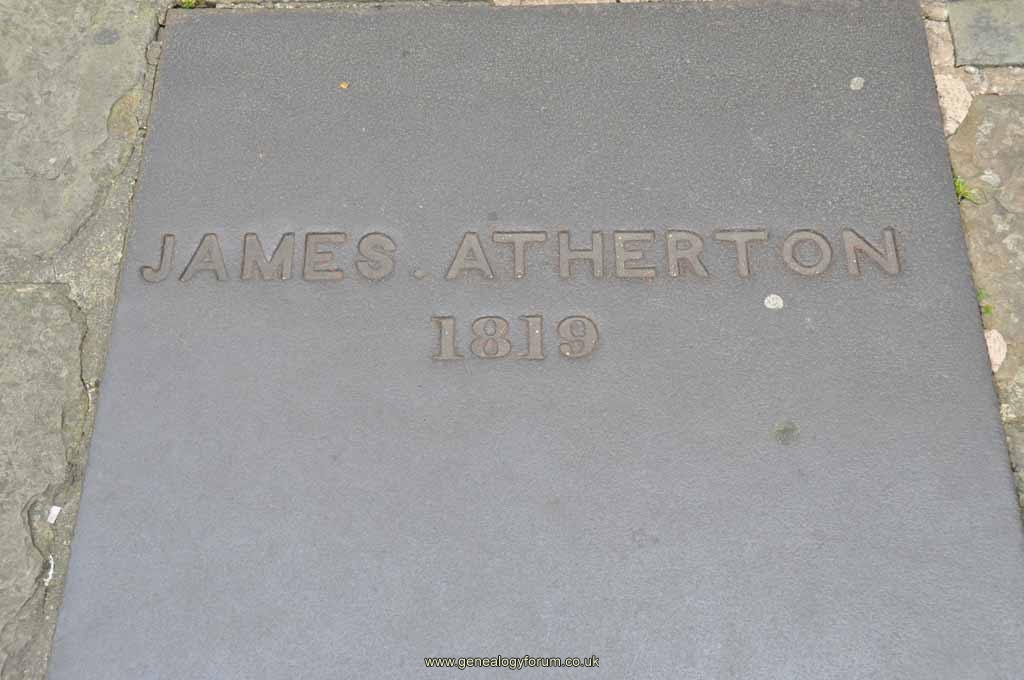 JAMES. ATHERTON
1819
www.genealogyforum.co.uk